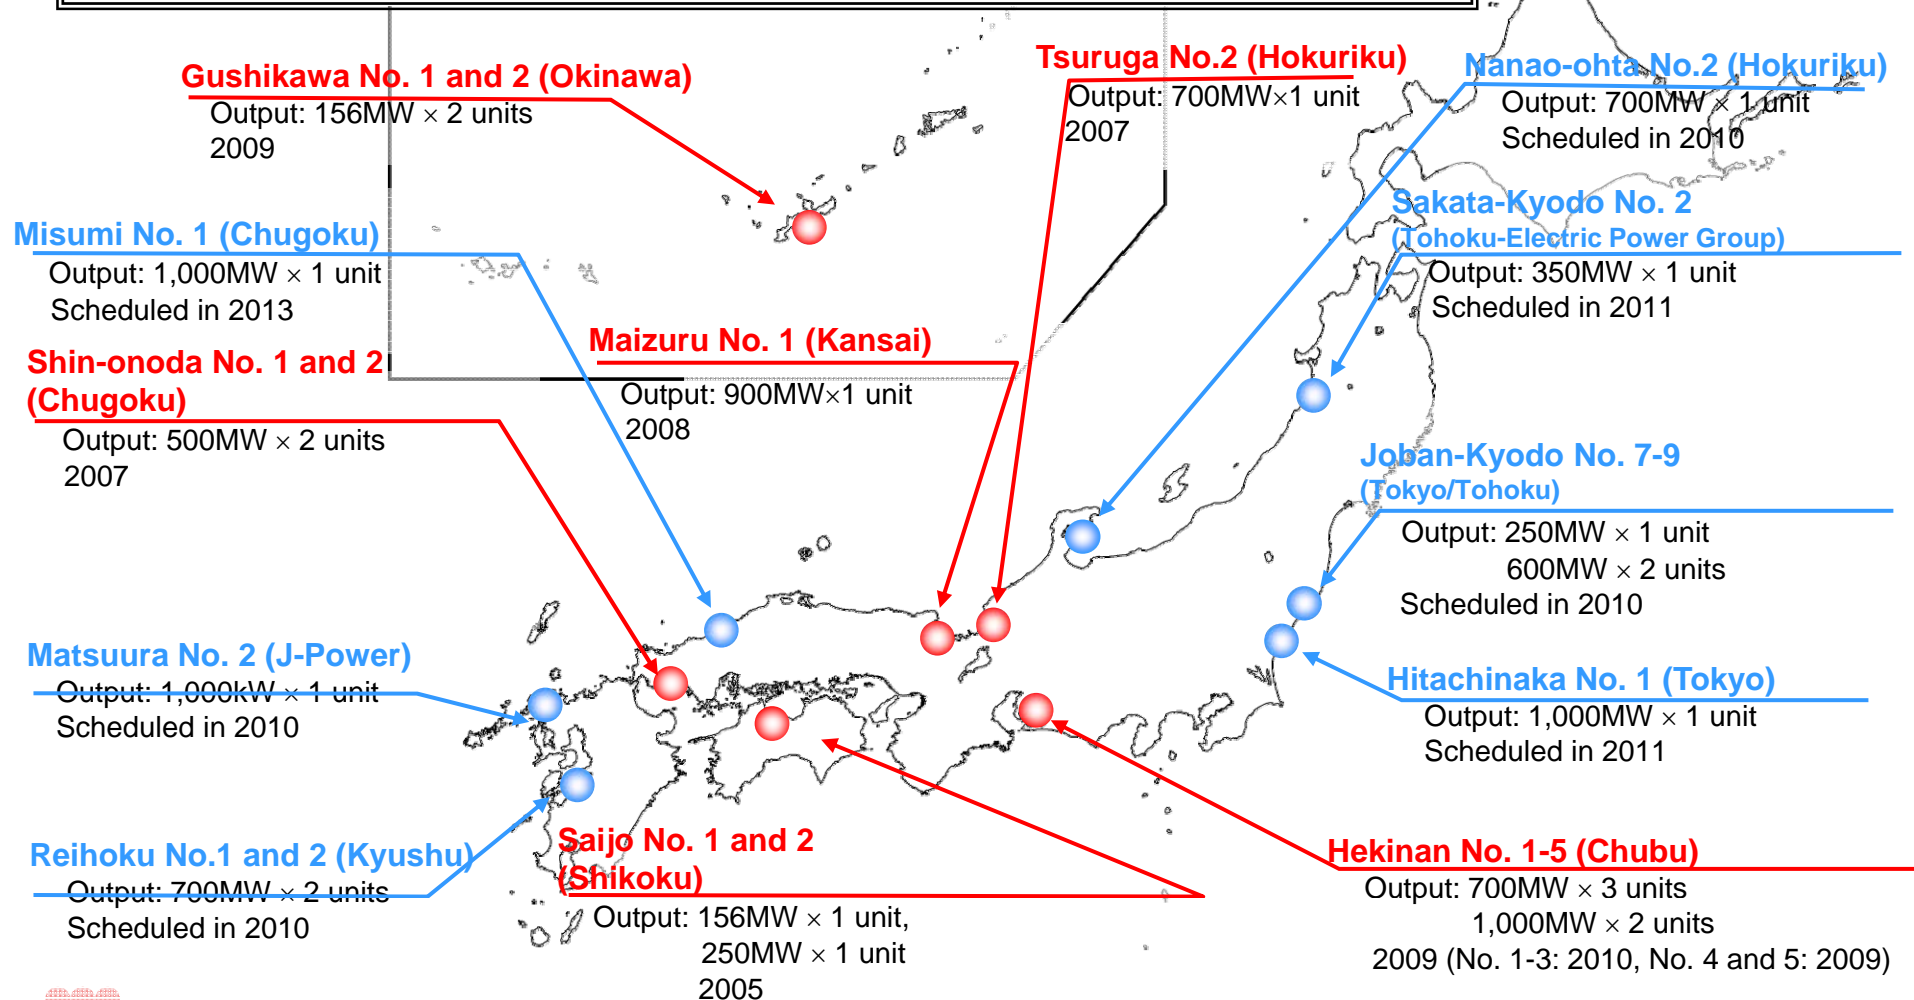 Gushikawa No. 1 and 2 (Okinawa)
Output: 156MW × 2 units
2009
Tsuruga No.2 (Hokuriku)
Output: 700MW×1 unit
2007
Nanao-ohta No.2 (Hokuriku)
Output: 700MW × 1 unit
Scheduled in 2010
Misumi No. 1 (Chugoku)
Output: 1,000MW × 1 unit
Scheduled in 2013
Sakata-Kyodo No. 2
(Tohoku-Electric Power Group)
Output: 350MW × 1 unit
Scheduled in 2011
Shin-onoda No. 1 and 2
(Chugoku)
Output: 500MW × 2 units
2007
Maizuru No. 1 (Kansai)
Output: 900MW×1 unit
2008
Joban-Kyodo No. 7-9
(Tokyo/Tohoku)
Output: 250MW × 1 unit
600MW × 2 units
Scheduled in 2010
Matsuura No. 2 (J-Power)
Output: 1,000kW × 1 unit
Scheduled in 2010
Hitachinaka No. 1 (Tokyo)
Output: 1,000MW × 1 unit
Scheduled in 2011
Reihoku No.1 and 2 (Kyushu)
Output: 700MW × 2 units
Scheduled in 2010
Saijo No. 1 and 2
(Shikoku)
Output: 156MW × 1 unit,
250MW × 1 unit
2005
Hekinan No. 1-5 (Chubu)
Output: 700MW × 3 units
1,000MW × 2 units
2009 (No. 1-3: 2010, No. 4 and 5: 2009)